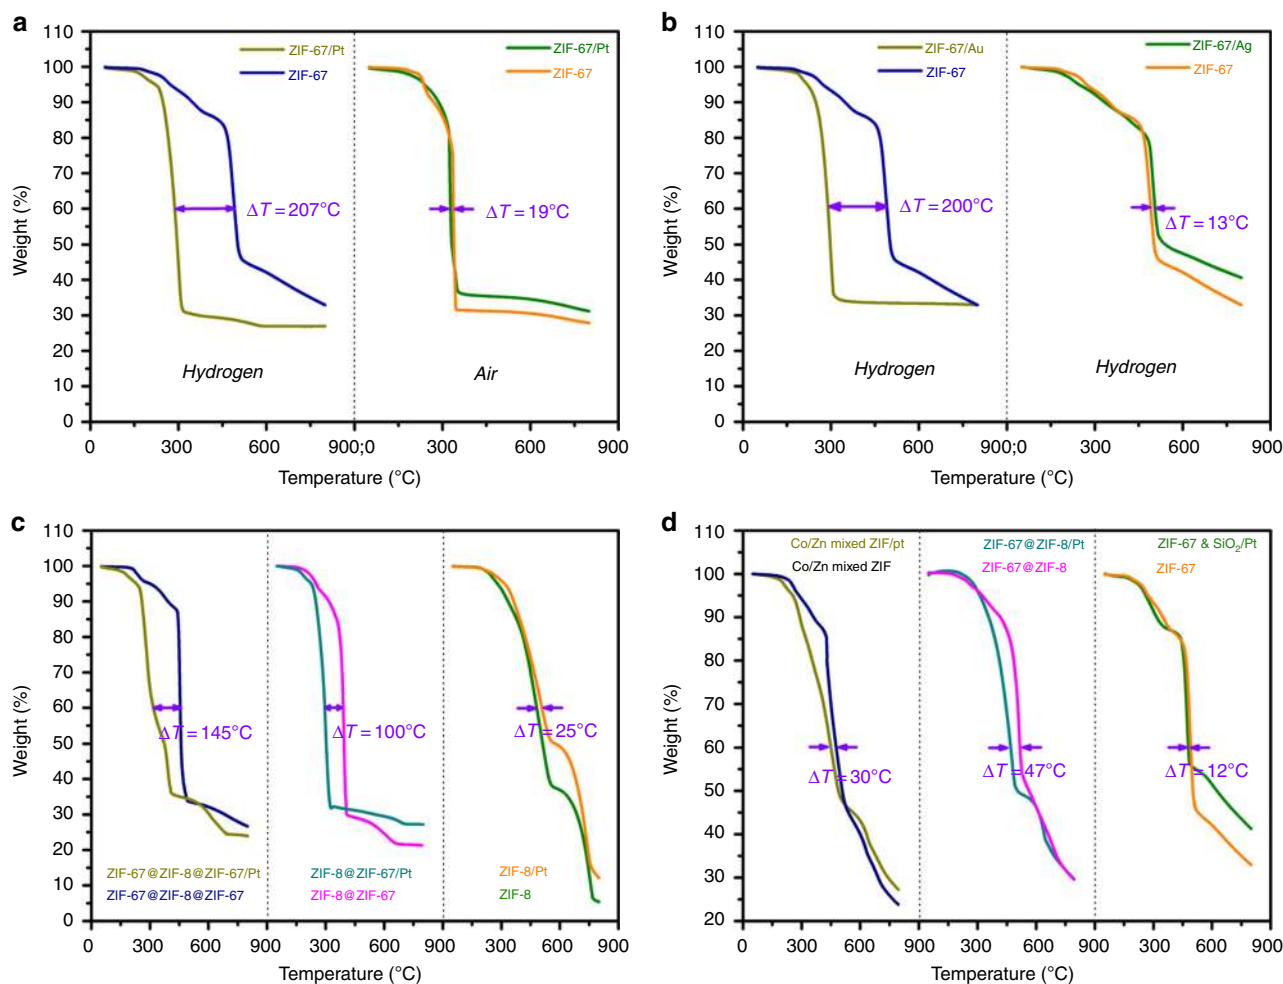 a
110
100
90
80
70
60
50
40
30
20
10
0
Weight (%)
ZIF-67/Pt
ZIF-67
ZIF-67/Pt
ZIF-67
ΔT = 207°C
ΔT = 19°C
Hydrogen
Air
0 300 600 900;0 300 600 900
Temperature (°C)
b
110
100
90
80
70
60
50
40
30
20
10
0
Weight (%)
ZIF-67/Au
ZIF-67
ZIF-67/Ag
ZIF-67
ΔT = 200°C
ΔT = 13°C
Hydrogen
Hydrogen
0 300 600 900;0 300 600 900
Temperature (°C)
c
110
100
90
80
70
60
50
40
30
20
10
0
Weight (%)
ΔT = 145°C
ΔT = 100°C
ΔT = 25°C
ZIF-67@ZIF-8@ZIF-67/Pt
ZIF-67@ZIF-8@ZIF-67
ZIF-8@ZIF-67/Pt
ZIF-8@ZIF-67
ZIF-8/Pt
ZIF-8
0 300 600 900 300 600 900 300 600 900
Temperature (°C)
d
110
100
90
80
70
60
50
40
30
20
Weight (%)
Co/Zn mixed ZIF/pt
Co/Zn mixed ZIF
ZIF-67@ZIF-8/Pt
ZIF-67@ZIF-8
ZIF-67 & SiO₂/Pt
ZIF-67
ΔT = 30°C
ΔT = 47°C
ΔT = 12°C
0 300 600 900 300 600 900 300 600 900
Temperature (°C)